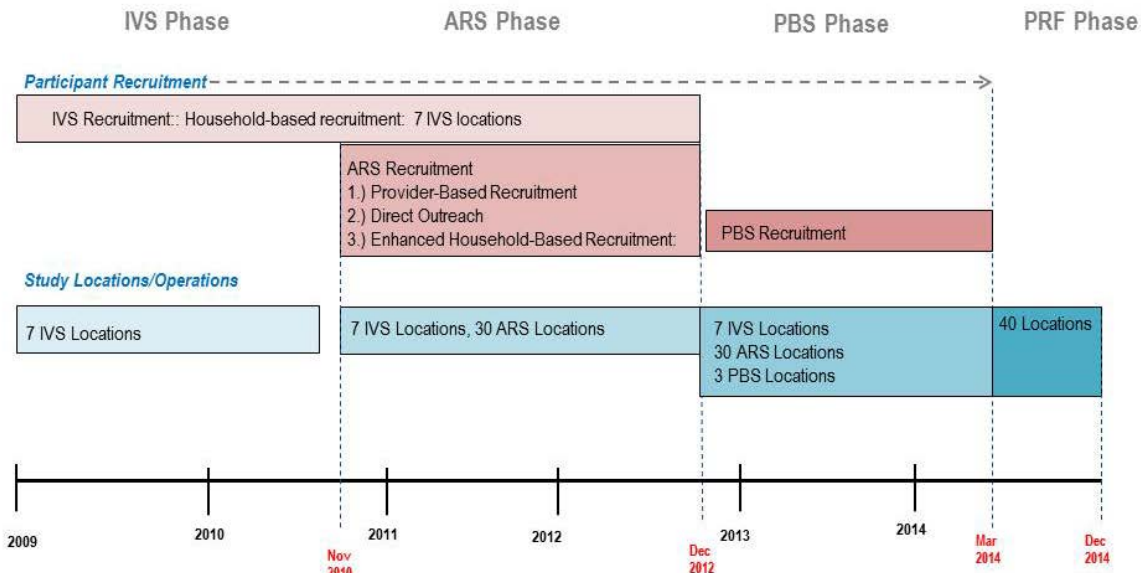 IVS Phase ARS Phase PBS Phase PRF Phase
Participant Recruitment
IVS Recruitment:: Household-based recruitment: 7 IVS locations
ARS Recruitment
1.) Provider-Based Recruitment
2.) Direct Outreach
3.) Enhanced Household-Based Recruitment:
PBS Recruitment
Study Locations/Operations
7 IVS Locations
7 IVS Locations, 30 ARS Locations
7 IVS Locations
30 ARS Locations
3 PBS Locations
40 Locations
2009 2010 2011 2012 2013 2014
Nov
2010
Dec
2012
Mar
2014
Dec
2014